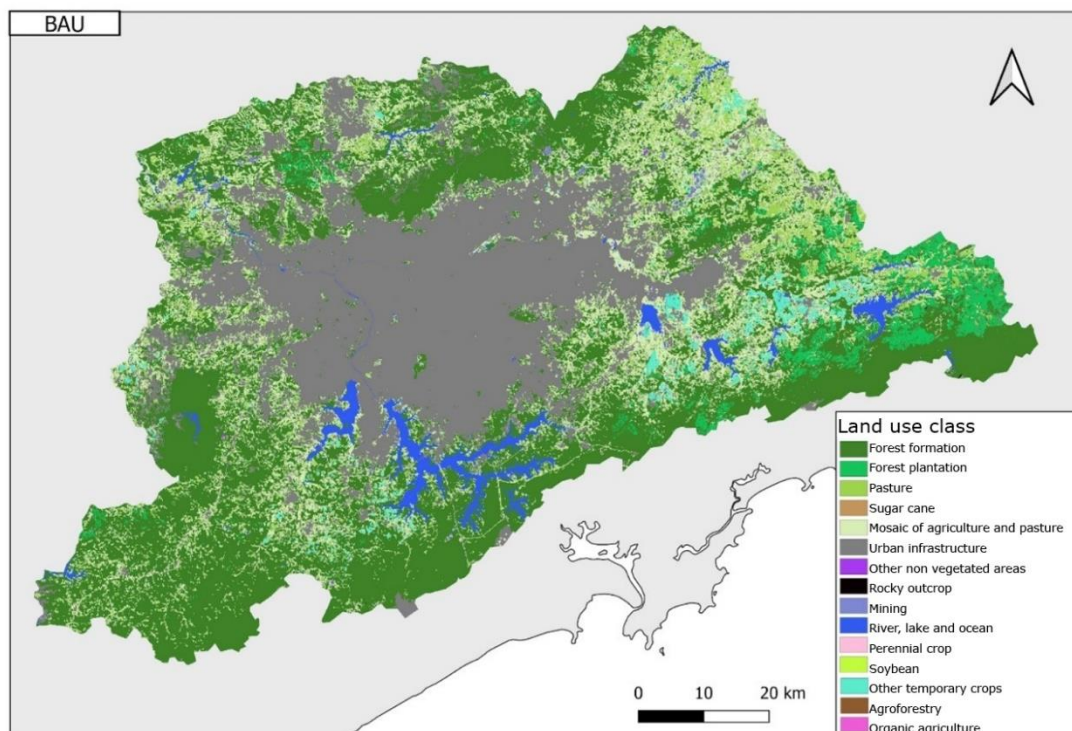 BAU
Land use class
Forest formation
Forest plantation
Pasture
Sugar cane
Mosaic of agriculture and pasture
Urban infrastructure
Other non vegetated areas
Rocky outcrop
Mining
River, lake and ocean
Perennial crop
Soybean
Other temporary crops
Agroforestry
Organic agriculture
0 10 20 km